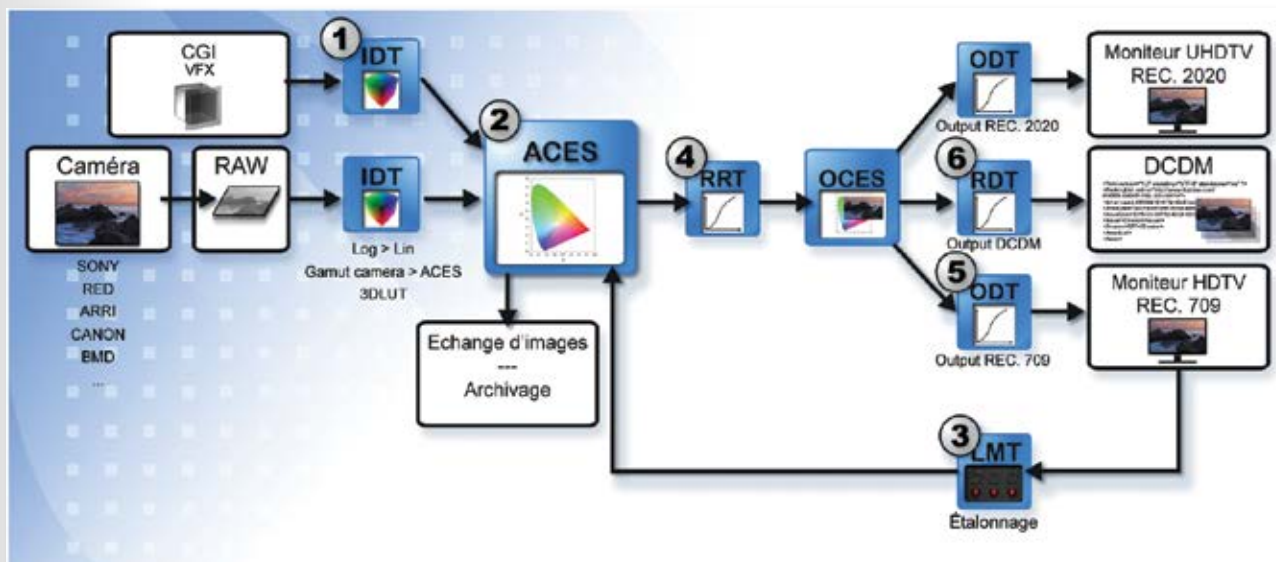 CGI
VFX
1
IDT
Caméra
RAW
IDT
SONY
RED
ARRI
CANON
BMD
...
Log > Lin
Gamut camera > ACES
3DLUT
2
ACES
Echange d'images
---
Archivage
4
RRT
OCES
ODT
Output REC. 2020
Moniteur UHDTV
REC. 2020
6
RDT
Output DCDM
DCDM
5
ODT
Output REC. 709
Moniteur HDTV
REC. 709
3
LMT
Étalonnage